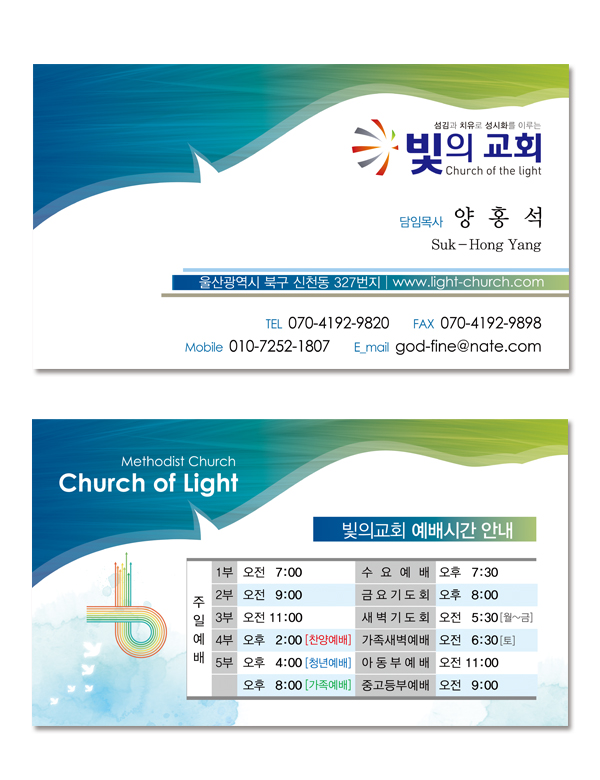 섬김과 치유로 성시화를 이루는
빛의 교회
Church of the light
담임목사 양 홍 석
Suk-Hong Yang
울산광역시 북구 신천동 327번지 | www.light-church.com
TEL 070-4192-9820 FAX 070-4192-9898
Mobile 010-7252-1807 E_mail god-fine@nate.com
Methodist Church
Church of Light
빛의교회 예배시간 안내
주일예배
1부 오전 7:00 수 요 예 배 오후 7:30
2부 오전 9:00 금요기도회 오후 8:00
3부 오전 11:00 새벽기도회 오전 5:30 [월~금]
4부 오후 2:00 [찬양예배] 가족새벽예배 오전 6:30 [토]
5부 오후 4:00 [청년예배] 아동부예배 오전 11:00
오후 8:00 [가족예배] 중고등부예배 오전 9:00